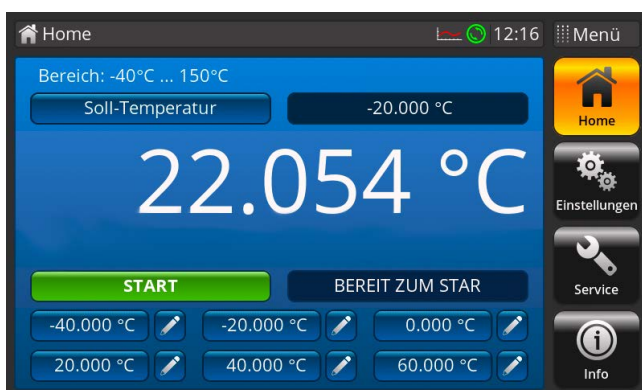 Home 12:16 Menü
Bereich: -40°C ... 150°C
Soll-Temperatur -20.000 °C
Home
22.054 °C
Einstellungen
START BEREIT ZUM STAR
Service
-40.000 °C -20.000 °C 0.000 °C
20.000 °C 40.000 °C 60.000 °C
Info